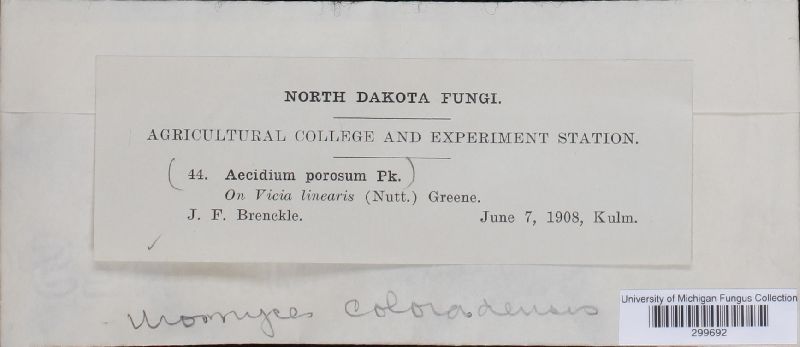 NORTH DAKOTA FUNGI.
AGRICULTURAL COLLEGE AND EXPERIMENT STATION.
(44. Aecidium porosum Pk.)
On Vicia linearis (Nutt.) Greene.
J. F. Brenckle. June 7, 1908, Kulm.
Uromyces coloradensis
University of Michigan Fungus Collection
299692